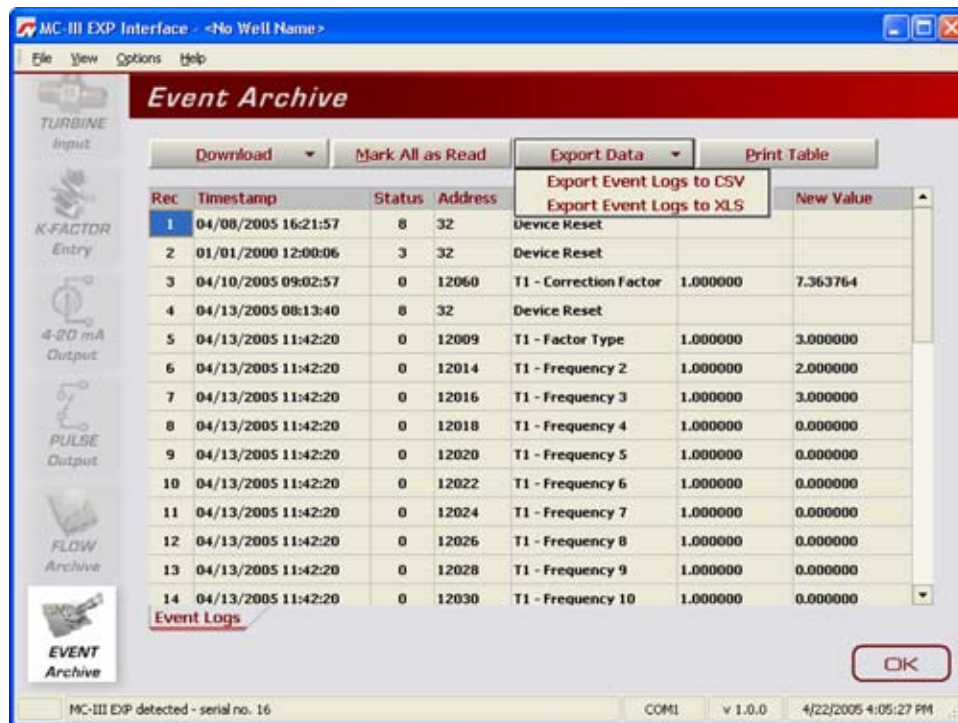 MC-III EXP Interface - <No Well Name>
File View Options Help
TURBINE
Input
K-FACTOR
Entry
4-20 mA
Output
PULSE
Output
FLOW
Archive
EVENT
Archive
Event Archive
Download Mark All as Read Export Data Print Table
Export Event Logs to CSV
Export Event Logs to XLS
Rec Timestamp Status Address New Value
1 04/08/2005 16:21:57 8 32 Device Reset
2 01/01/2000 12:00:06 3 32 Device Reset
3 04/10/2005 09:02:57 0 12060 T1 - Correction Factor 1.000000 7.363764
4 04/13/2005 08:13:40 8 32 Device Reset
5 04/13/2005 11:42:20 0 12009 T1 - Factor Type 1.000000 3.000000
6 04/13/2005 11:42:20 0 12014 T1 - Frequency 2 1.000000 2.000000
7 04/13/2005 11:42:20 0 12016 T1 - Frequency 3 1.000000 3.000000
8 04/13/2005 11:42:20 0 12018 T1 - Frequency 4 1.000000 0.000000
9 04/13/2005 11:42:20 0 12020 T1 - Frequency 5 1.000000 0.000000
10 04/13/2005 11:42:20 0 12022 T1 - Frequency 6 1.000000 0.000000
11 04/13/2005 11:42:20 0 12024 T1 - Frequency 7 1.000000 0.000000
12 04/13/2005 11:42:20 0 12026 T1 - Frequency 8 1.000000 0.000000
13 04/13/2005 11:42:20 0 12028 T1 - Frequency 9 1.000000 0.000000
14 04/13/2005 11:42:20 0 12030 T1 - Frequency 10 1.000000 0.000000
Event Logs
OK
MC-III EXP detected - serial no. 16 COM1 v 1.0.0 4/22/2005 4:05:27 PM